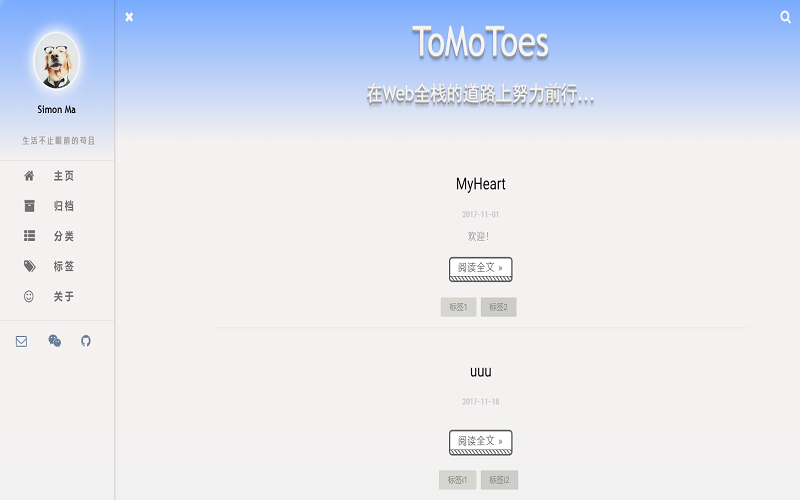 Simon Ma
生活不止眼前的苟且
主页
归档
分类
标签
关于
ToMoToes
在Web全栈的道路上努力前行...
MyHeart
2017-11-01
欢迎!
阅读全文 »
标签1
标签2
uuu
2017-11-18
阅读全文 »
标签i1
标签i2